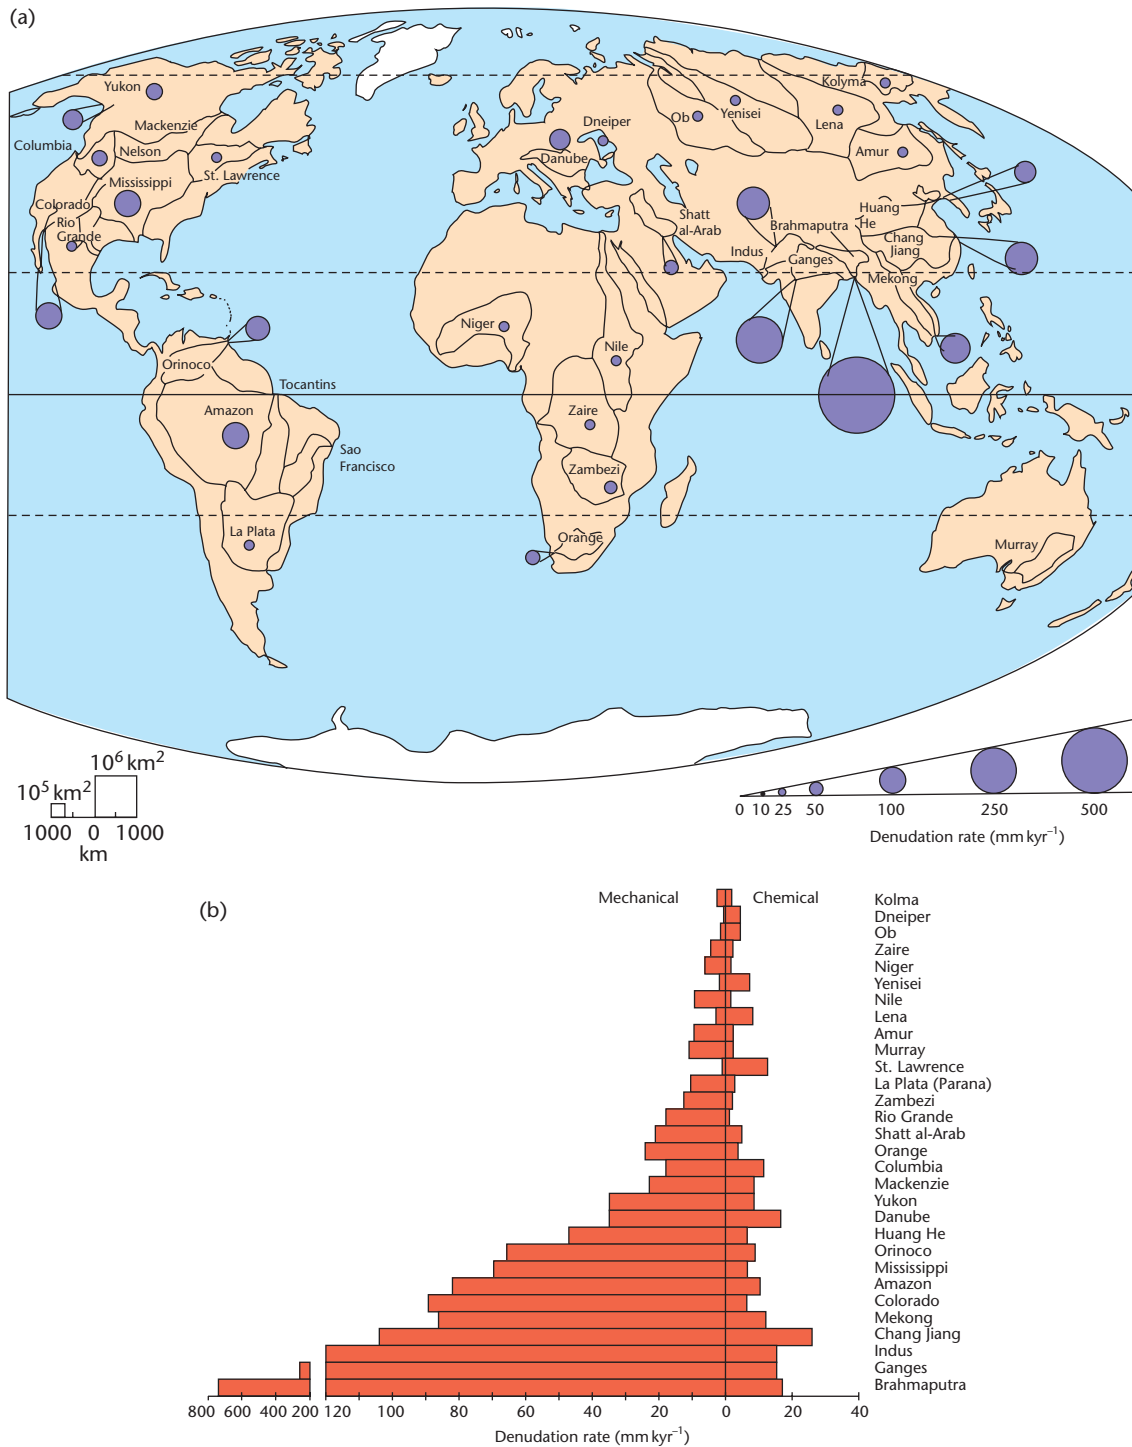 (a)
Yukon
Mackenzie
Columbia
Nelson
St. Lawrence
Mississippi
Colorado
Rio
Grande
Orinoco
Tocantins
Amazon
Sao
Francisco
La Plata
Dneiper
Danube
Niger
Nile
Zaire
Zambezi
Orange
Shatt
al-Arab
Ob
Yenisei
Lena
Kolyma
Amur
Huang
He
Brahmaputra
Chang
Jiang
Indus
Ganges
Mekong
Murray
10⁶ km²
10⁵ km²
1000 0 1000
km
0 10 25 50 100 250 500
Denudation rate (mm kyr⁻¹)
(b)
Mechanical Chemical
Kolma
Dneiper
Ob
Zaire
Niger
Yenisei
Nile
Lena
Amur
Murray
St. Lawrence
La Plata (Parana)
Zambezi
Rio Grande
Shatt al-Arab
Orange
Columbia
Mackenzie
Yukon
Danube
Huang He
Orinoco
Mississippi
Amazon
Colorado
Mekong
Chang Jiang
Indus
Ganges
Brahmaputra
800 600 400 200 120 100 80 60 40 20 0 20 40
Denudation rate (mm kyr⁻¹)